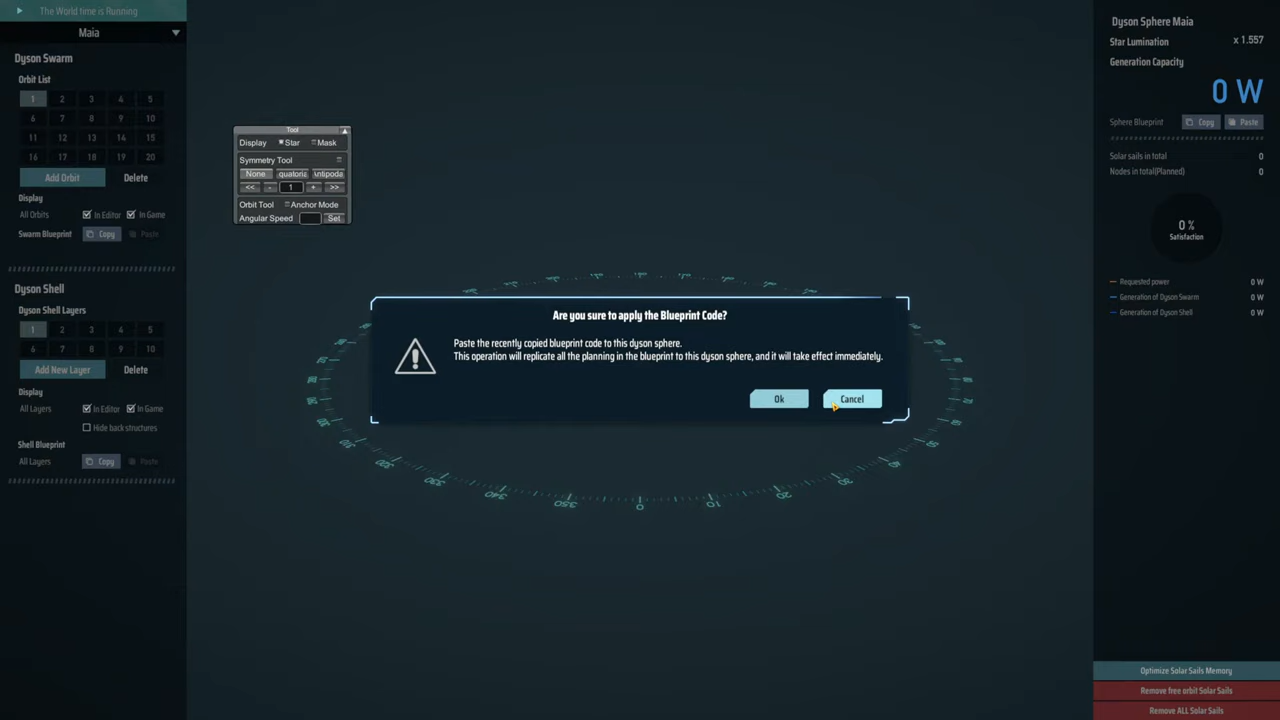 The World time is Running
Maia
Dyson Swarm
Orbit List
1 2 3 4 5
6 7 8 9 10
11 12 13 14 15
16 17 18 19 20
Add Orbit Delete
Display
All Orbits In Editor In Game
Swarm Blueprint Copy Paste
Dyson Shell
Dyson Shell Layers
1 2 3 4 5
6 7 8 9 10
Add New Layer Delete
Display
All Layers In Editor In Game
Hide back structures
Shell Blueprint
All Layers Copy Paste
Tool
Display Star Mask
Symmetry Tool
None quatoria Antipoda
<< - 1 + >>
Orbit Tool Anchor Mode
Angular Speed Set
Are you sure to apply the Blueprint Code?
Paste the recently copied blueprint code to this dyson sphere.
This operation will replicate all the planning in the blueprint to this dyson sphere, and it will take effect immediately.
Ok Cancel
330 340 350 0 10 20
Dyson Sphere Maia
Star Lumination x 1.557
Generation Capacity
0 W
Sphere Blueprint Copy Paste
Solar sails in total 0
Nodes in total(Planned) 0
0 %
Satisfaction
Requested power 0 W
Generation of Dyson Swarm 0 W
Generation of Dyson Shell 0 W
Optimize Solar Sails Memory
Remove free orbit Solar Sails
Remove ALL Solar Sails